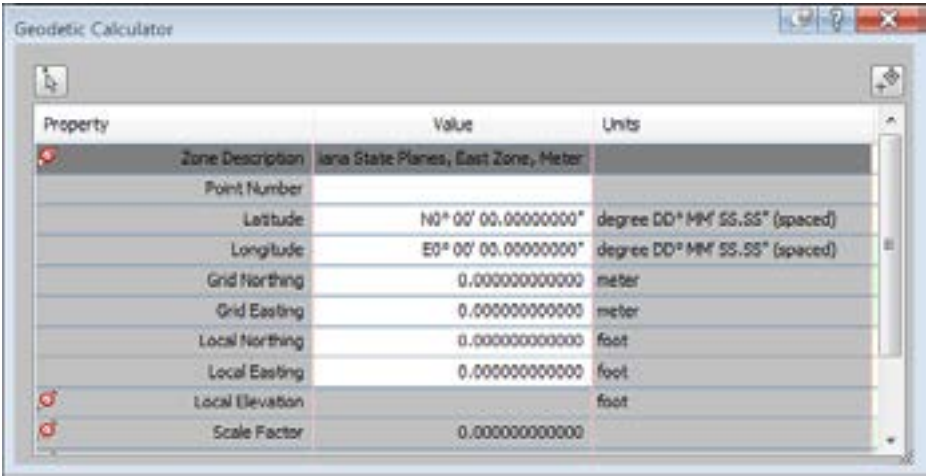 Geodetic Calculator
Property Value Units
Zone Description iana State Planes, East Zone, Meter
Point Number
Latitude N0° 00' 00.00000000" degree DD° MM' SS.SS" (spaced)
Longitude E0° 00' 00.00000000" degree DD° MM' SS.SS" (spaced)
Grid Northing 0.000000000000 meter
Grid Easting 0.000000000000 meter
Local Northing 0.000000000000 foot
Local Easting 0.000000000000 foot
Local Elevation foot
Scale Factor 0.000000000000